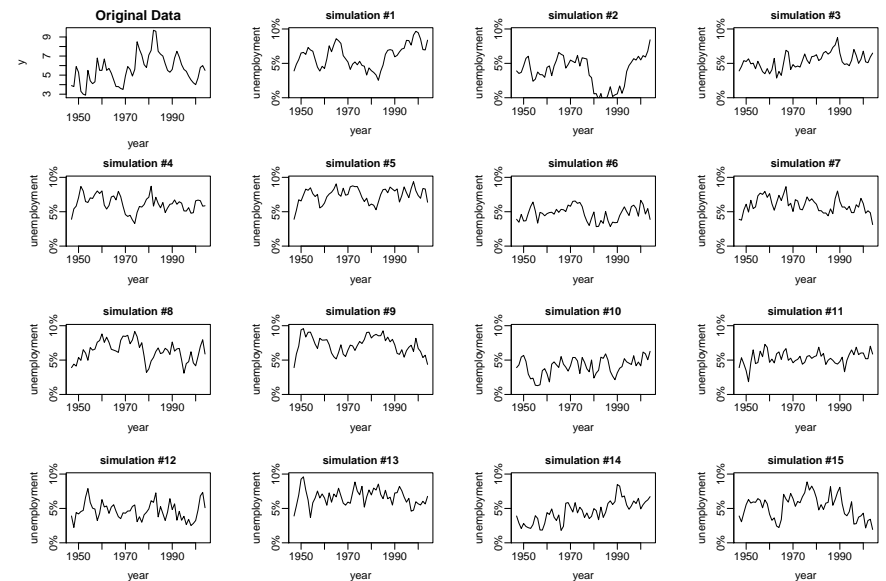 Original Data
y
3 5 7 9
1950 1970 1990
year
simulation #1
unemployment
0% 5% 10%
1950 1970 1990
year
simulation #2
unemployment
0% 5% 10%
1950 1970 1990
year
simulation #3
unemployment
0% 5% 10%
1950 1970 1990
year
simulation #4
unemployment
0% 5% 10%
1950 1970 1990
year
simulation #5
unemployment
0% 5% 10%
1950 1970 1990
year
simulation #6
unemployment
0% 5% 10%
1950 1970 1990
year
simulation #7
unemployment
0% 5% 10%
1950 1970 1990
year
simulation #8
unemployment
0% 5% 10%
1950 1970 1990
year
simulation #9
unemployment
0% 5% 10%
1950 1970 1990
year
simulation #10
unemployment
0% 5% 10%
1950 1970 1990
year
simulation #11
unemployment
0% 5% 10%
1950 1970 1990
year
simulation #12
unemployment
0% 5% 10%
1950 1970 1990
year
simulation #13
unemployment
0% 5% 10%
1950 1970 1990
year
simulation #14
unemployment
0% 5% 10%
1950 1970 1990
year
simulation #15
unemployment
0% 5% 10%
1950 1970 1990
year